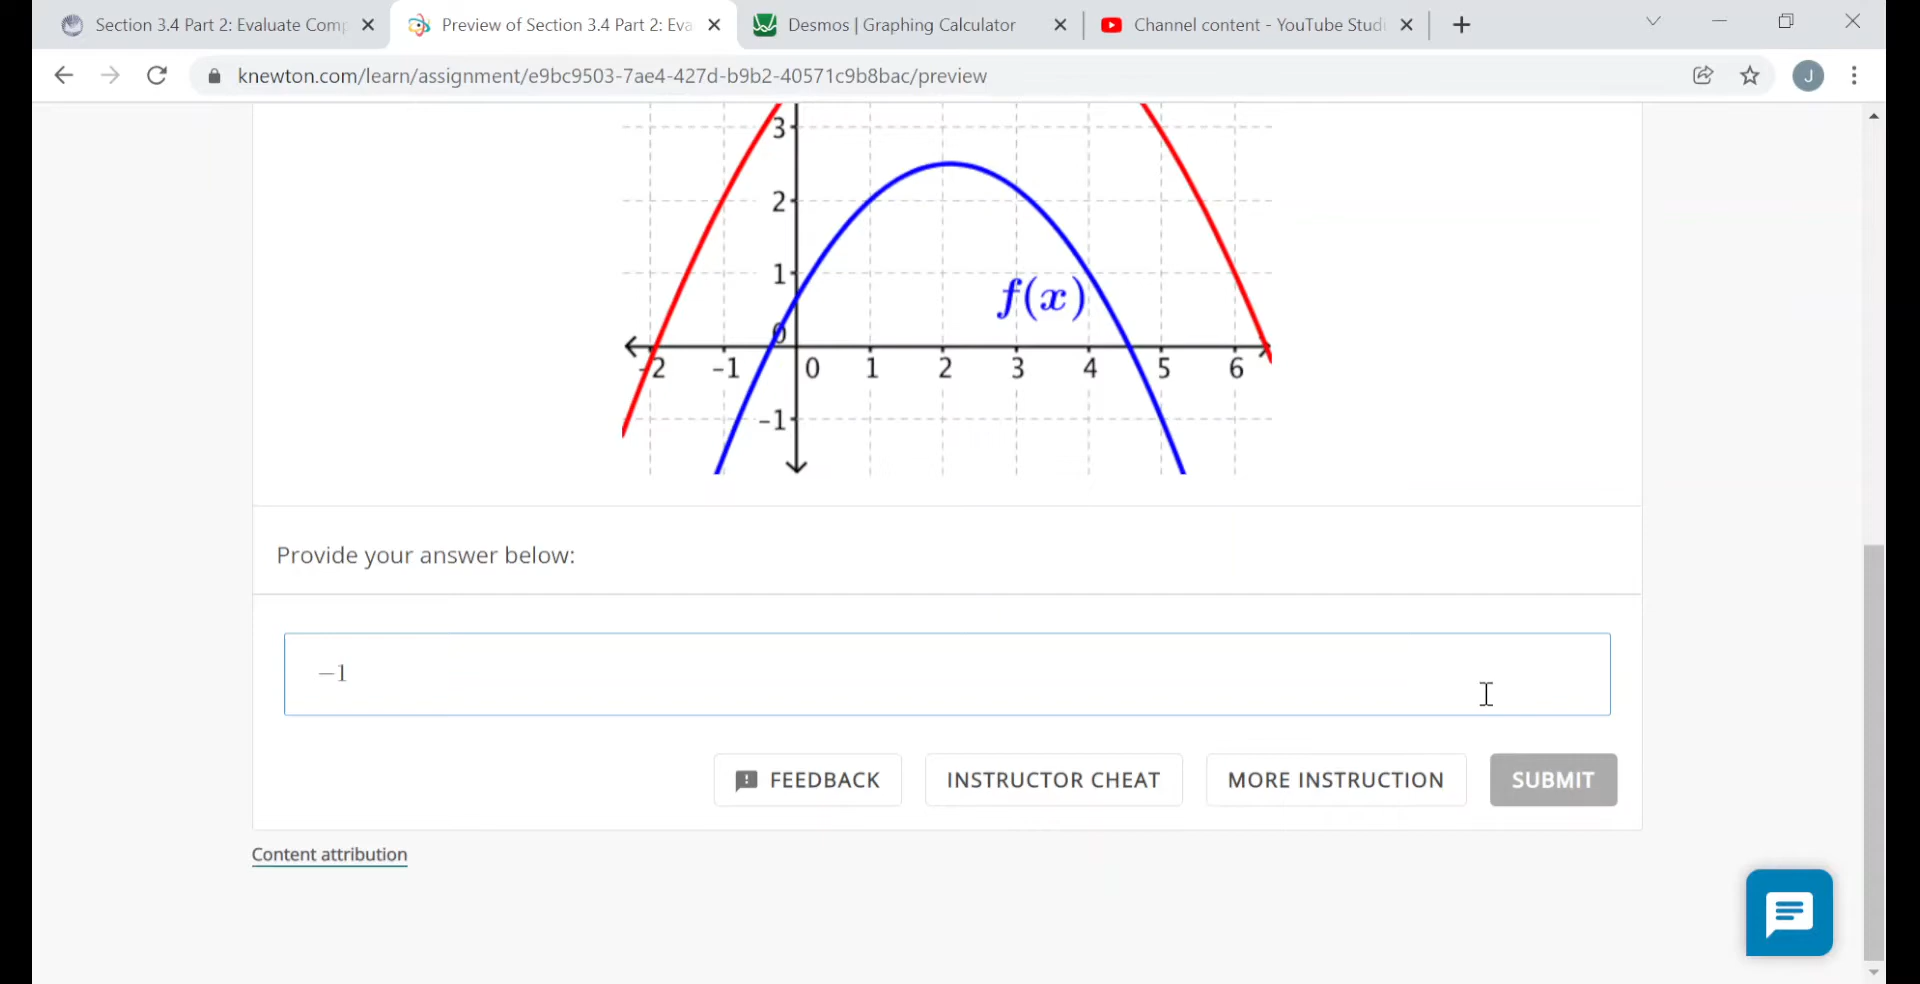 Section 3.4 Part 2: Evaluate Comp
Preview of Section 3.4 Part 2: Eva
Desmos | Graphing Calculator
Channel content - YouTube Studi
knewton.com/learn/assignment/e9bc9503-7ae4-427d-b9b2-40571c9b8bac/preview
J
3
2
1
f(x)
0
-2 -1 0 1 2 3 4 5 6
-1
Provide your answer below:
−1
FEEDBACK INSTRUCTOR CHEAT MORE INSTRUCTION SUBMIT
Content attribution